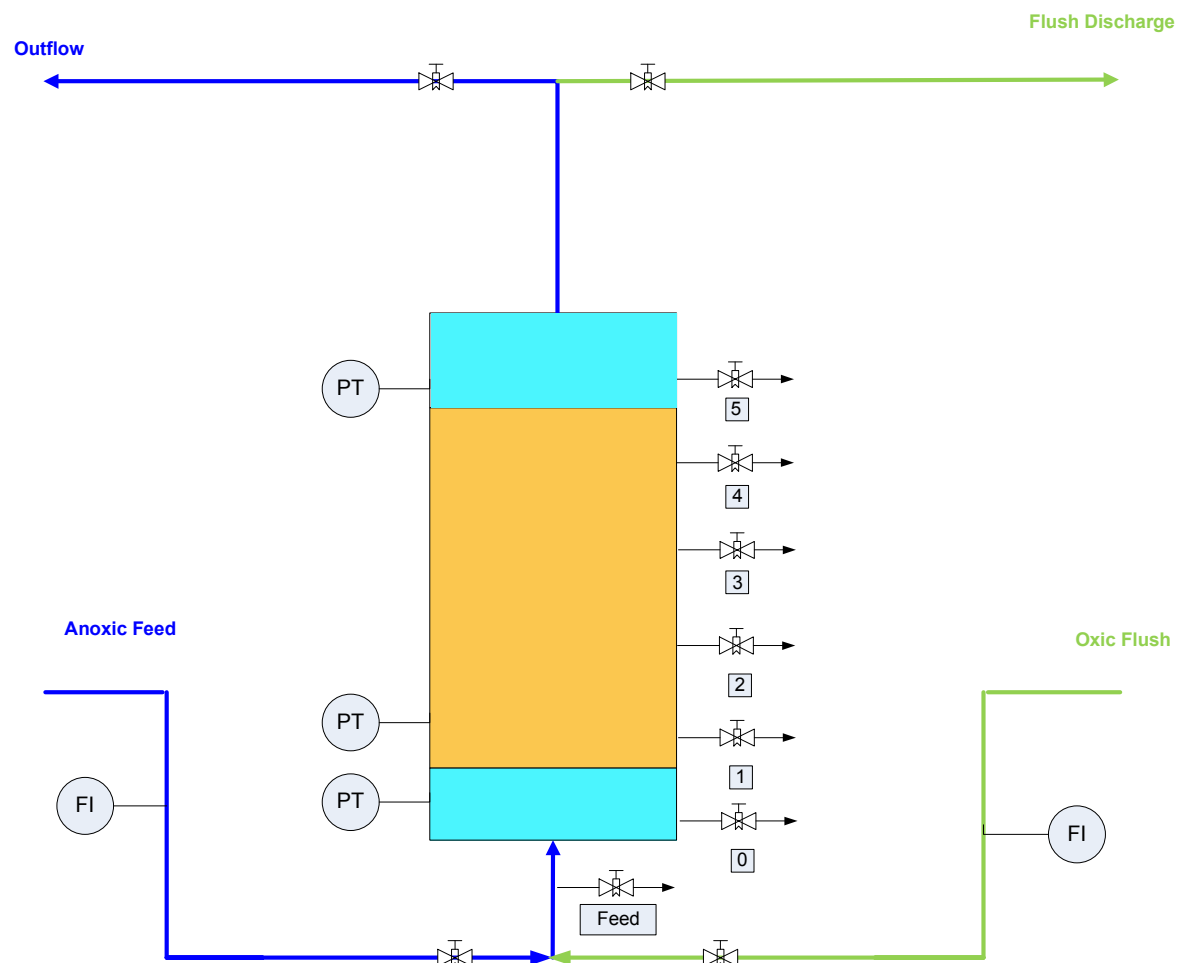 Flush Discharge
Outflow
PT
5
4
3
Anoxic Feed
Oxic Flush
2
PT
1
PT
FI
FI
0
Feed